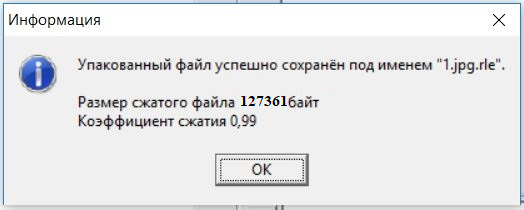 Информация
Упакованный файл успешно сохранён под именем "1.jpg.rle".
Размер сжатого файла 127361байт
Коэффициент сжатия 0,99
OK